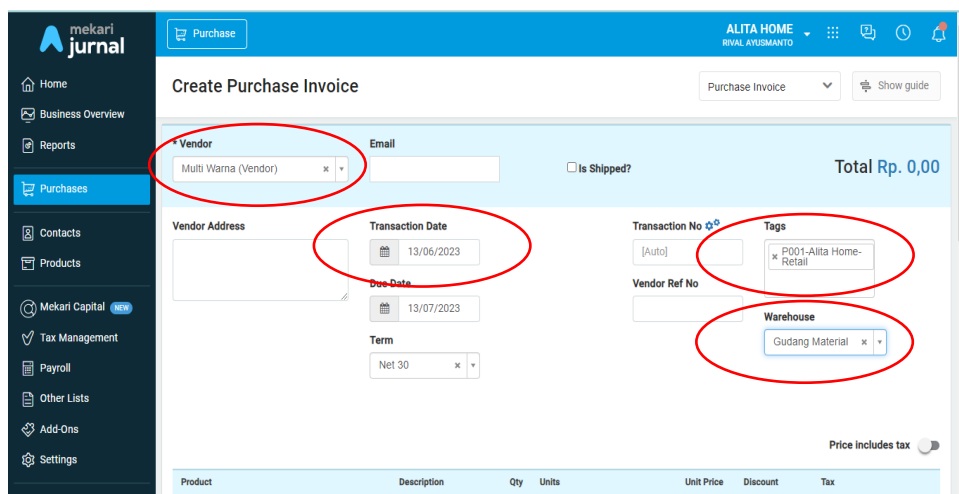 mekari
jurnal
Purchase
ALITA HOME
RIVAL AYUSMANTO
Home
Business Overview
Reports
Purchases
Contacts
Products
Mekari Capital NEW
Tax Management
Payroll
Other Lists
Add-Ons
Settings
Create Purchase Invoice
Purchase Invoice
Show guide
* Vendor
Email
Multi Warna (Vendor)
Is Shipped?
Total Rp. 0,00
Vendor Address
Transaction Date
Transaction No
Tags
13/06/2023
[Auto]
P001-Alita Home-
Retail
Due Date
Vendor Ref No
13/07/2023
Warehouse
Term
Gudang Material
Net 30
Price includes tax
Product Description Qty Units Unit Price Discount Tax